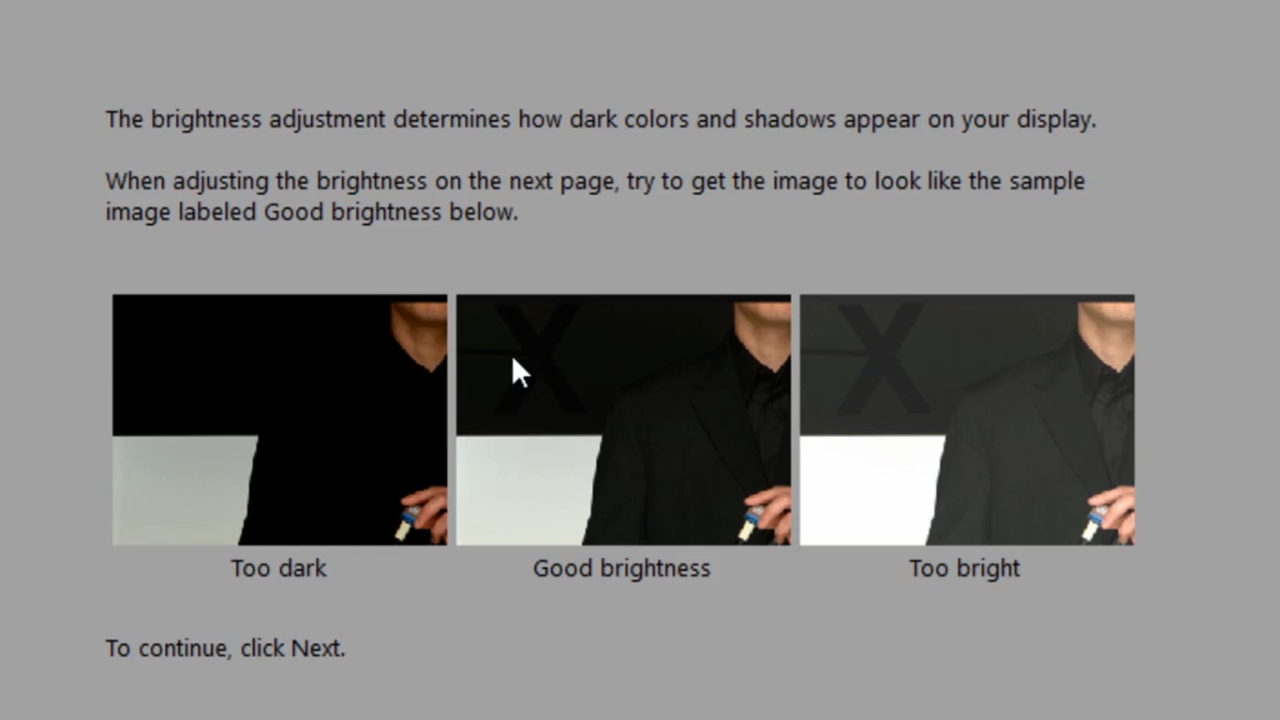 The brightness adjustment determines how dark colors and shadows appear on your display.
When adjusting the brightness on the next page, try to get the image to look like the sample
image labeled Good brightness below.
X
X
Too dark
Good brightness
Too bright
To continue, click Next.